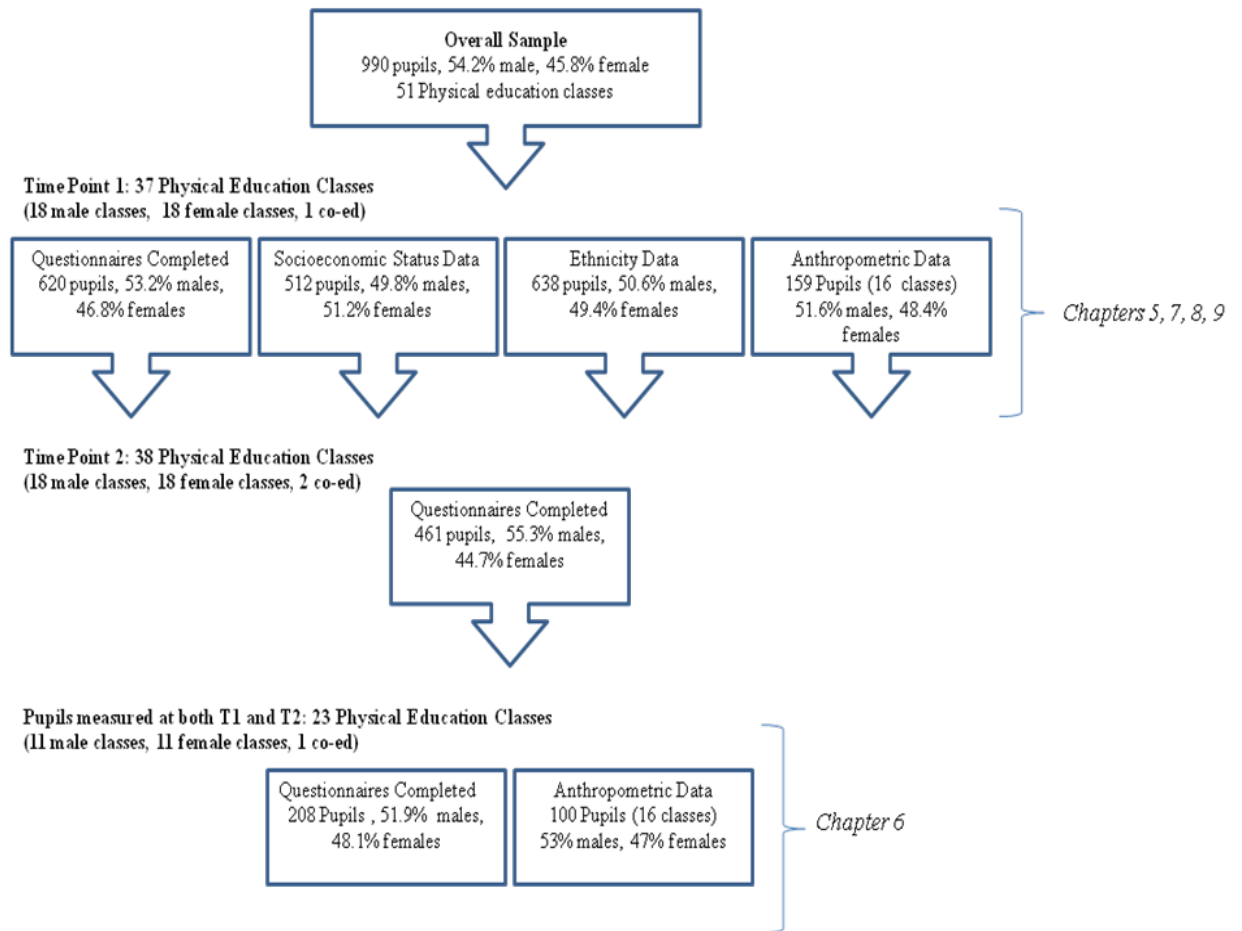 Overall Sample
990 pupils, 54.2% male, 45.8% female
51 Physical education classes
Time Point 1: 37 Physical Education Classes
(18 male classes, 18 female classes, 1 co-ed)
Questionnaires Completed
620 pupils, 53.2% males,
46.8% females
Socioeconomic Status Data
512 pupils, 49.8% males,
51.2% females
Ethnicity Data
638 pupils, 50.6% males,
49.4% females
Anthropometric Data
159 Pupils (16 classes)
51.6% males, 48.4%
females
Chapters 5, 7, 8, 9
Time Point 2: 38 Physical Education Classes
(18 male classes, 18 female classes, 2 co-ed)
Questionnaires Completed
461 pupils, 55.3% males,
44.7% females
Pupils measured at both T1 and T2: 23 Physical Education Classes
(11 male classes, 11 female classes, 1 co-ed)
Questionnaires Completed
208 Pupils , 51.9% males,
48.1% females
Anthropometric Data
100 Pupils (16 classes)
53% males, 47% females
Chapter 6